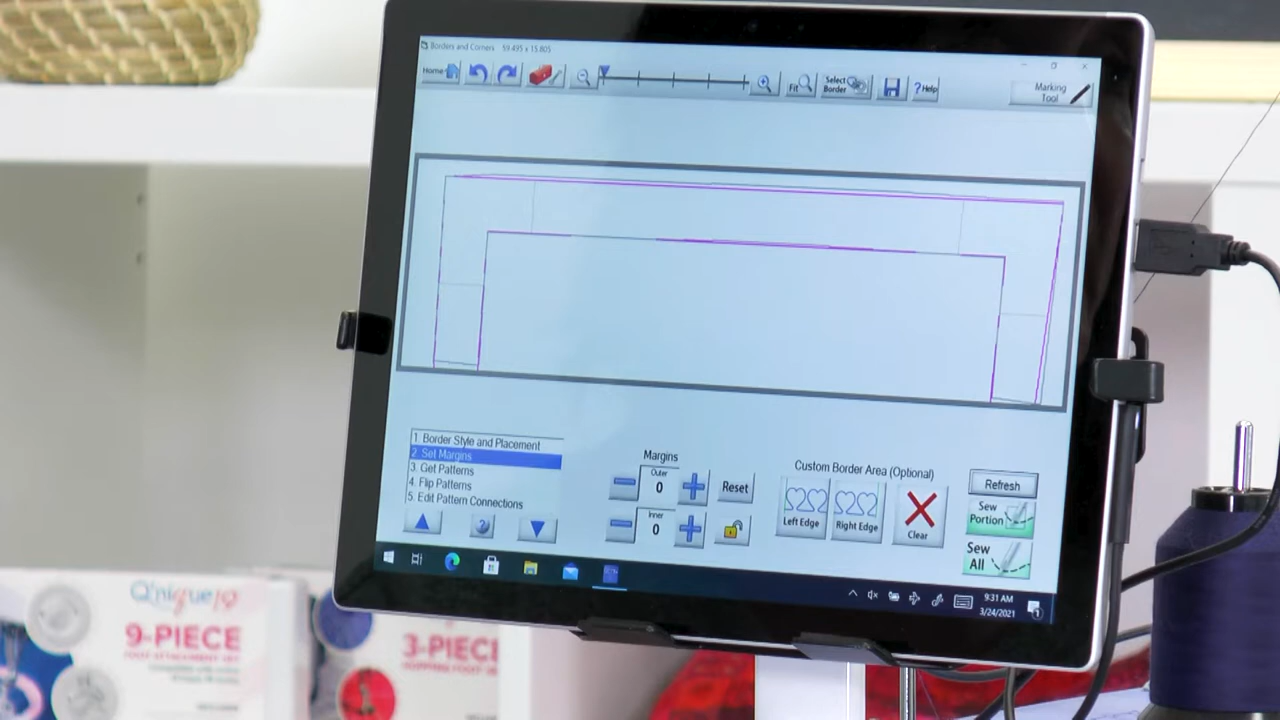 Borders and Corners 59.495 x 15.805
Home
Fit
Select Border
?Help
Marking Tool
1. Border Style and Placement
2. Set Margins
3. Get Patterns
4. Flip Patterns
5. Edit Pattern Connections
Margins
Outer
0
Reset
Inner
0
Custom Border Area (Optional)
Left Edge
Right Edge
Clear
Refresh
Sew Portion
Sew All
9:31 AM
3/24/2021
Q'nique 19
9-PIECE
3-PIECE